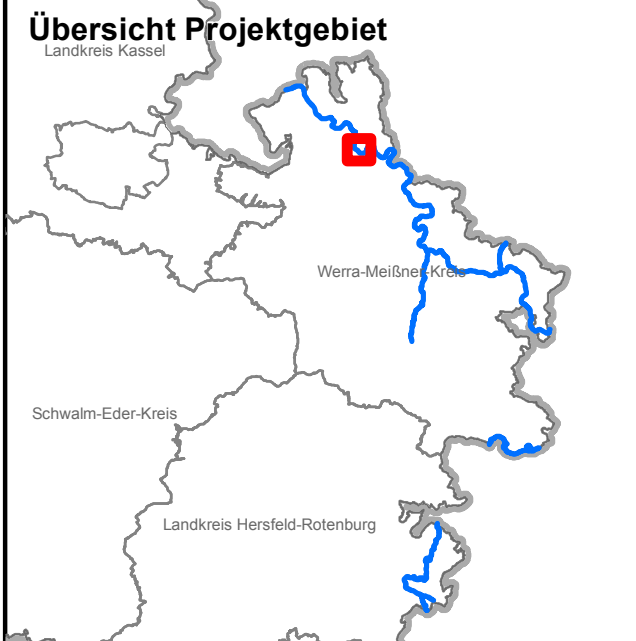 Übersicht Projektgebiet
Landkreis Kassel
Werra-Meißner-Kreis
Schwalm-Eder-Kreis
Landkreis Hersfeld-Rotenburg